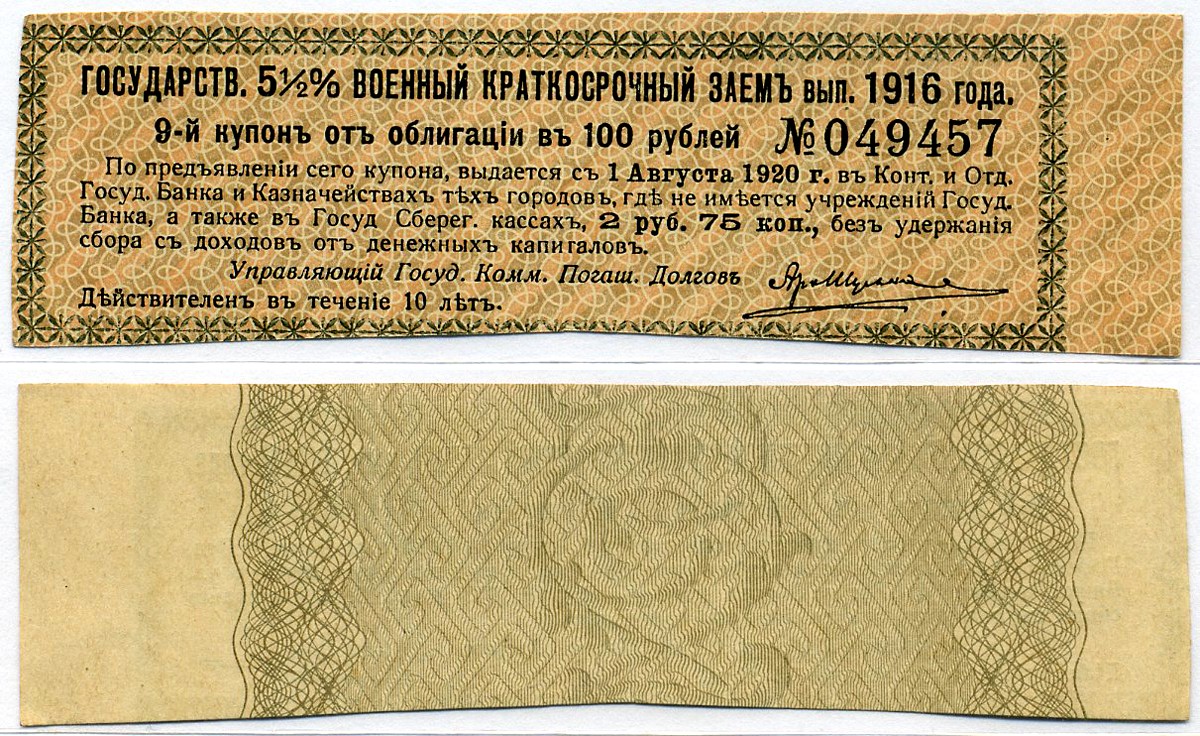 ГОСУДАРСТВ. 5½% ВОЕННЫЙ КРАТКОСРОЧНЫЙ ЗАЕМЪ вып. 1916 года.
9-й купонъ отъ облигаціи въ 100 рублей №049457
По предъявленіи сего купона, выдается съ 1 Августа 1920 г. въ Конт. и Отд.
Госуд. Банка и Казначействахъ тѣхъ городовъ, гдѣ не имѣется учрежденій Госуд.
Банка, а также въ Госуд Сберег. кассахъ, 2 руб. 75 коп., безъ удержанія
сбора съ доходовъ отъ денежныхъ капиталовъ.
Управляющій Госуд. Комм. Погаш. Долговъ
Дѣйствителенъ въ теченіе 10 лѣтъ.